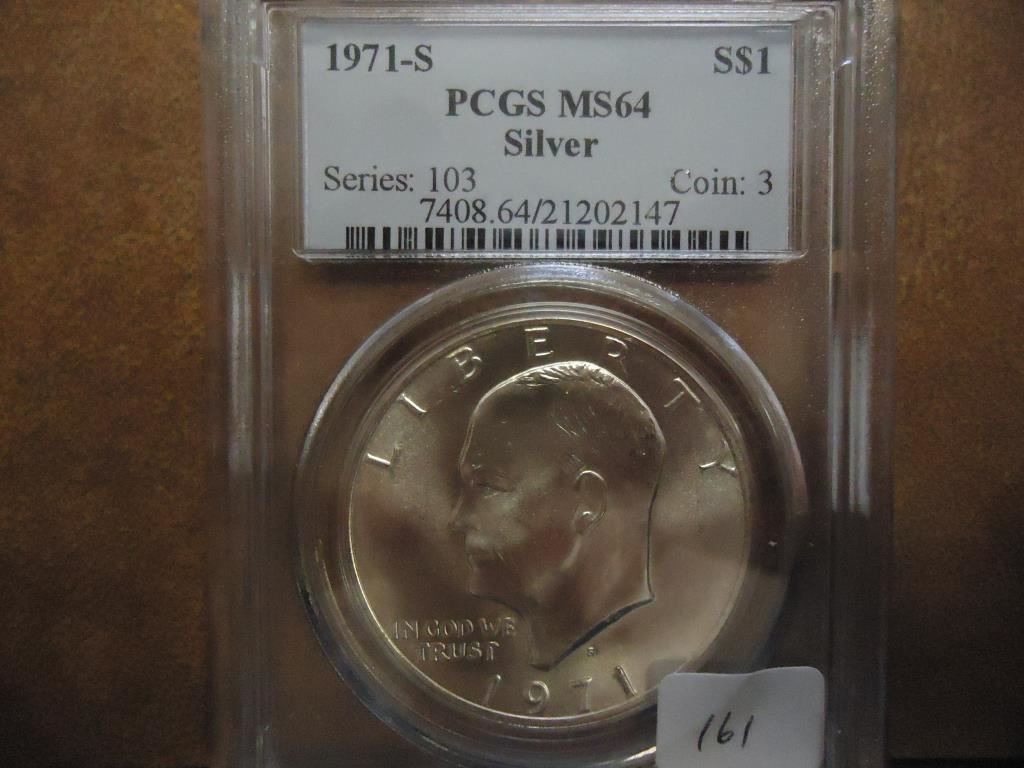 1971-S S$1
PCGS MS64
Silver
Series: 103 Coin: 3
7408.64/21202147
LIBERTY
IN GOD WE
TRUST
1971
161